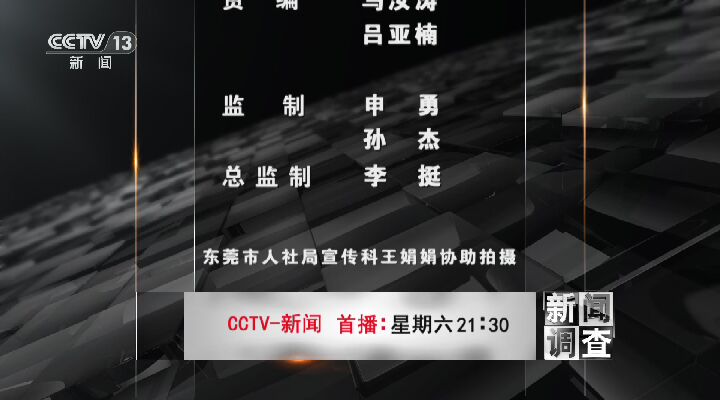 CCTV 13
新闻
责 编 马汝涛
吕亚楠
监 制 申 勇
孙 杰
总监制 李 挺
东莞市人社局宣传科王娟娟协助拍摄
CCTV-新闻 首播:星期六21:30
新闻
调查